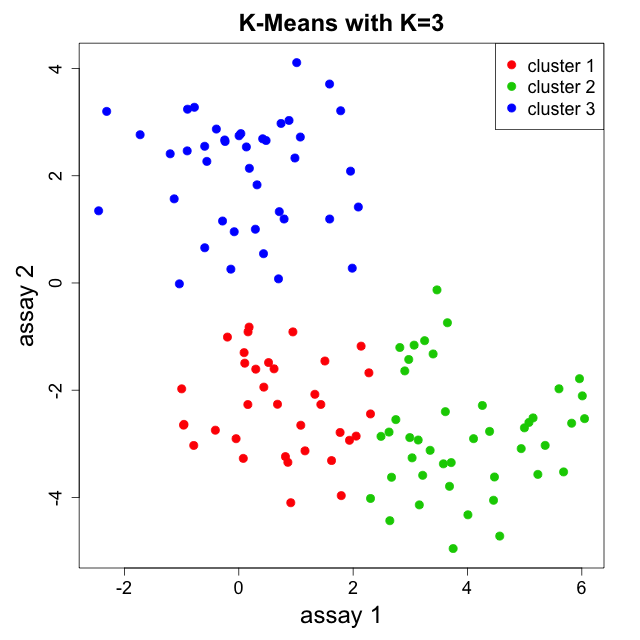 K-Means with K=3
cluster 1
cluster 2
cluster 3
4
2
0
-2
-4
assay 2
-2 0 2 4 6
assay 1